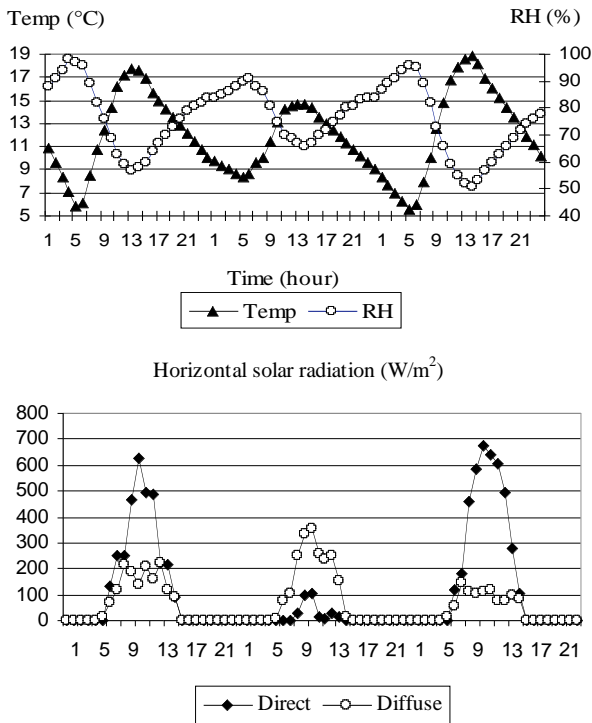 Temp (°C) RH (%)
19 100
17 90
15 80
13 70
11 60
9 50
7 40
5
1 5 9 13 17 21 1 5 9 13 17 21 1 5 9 13 17 21
Time (hour)
Temp RH
Horizontal solar radiation (W/m²)
800
700
600
500
400
300
200
100
0
1 5 9 13 17 21 1 5 9 13 17 21 1 5 9 13 17 21
Direct Diffuse